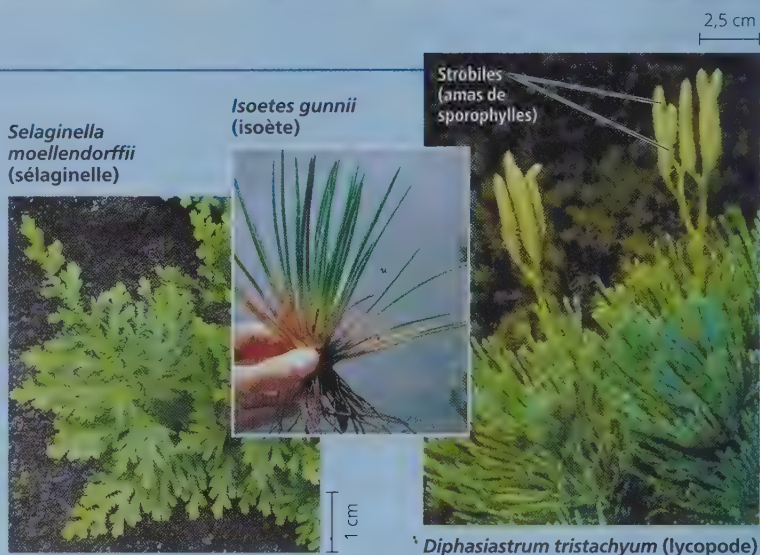 2,5 cm
Strobiles
(amas de
sporophylles)
Isoetes gunnii
(isoète)
Selaginella
moellendorffii
(sélaginelle)
1 cm
Diphasiastrum tristachyum (lycopode)